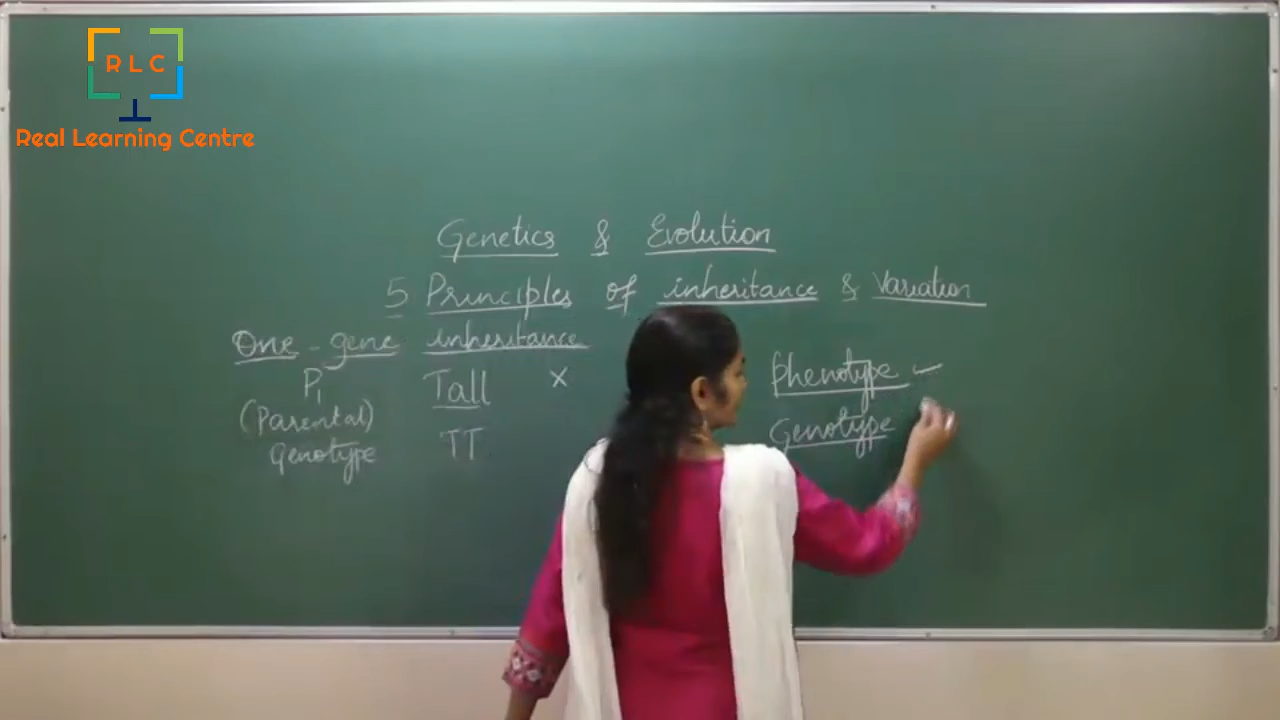 RLC
Real Learning Centre
Genetics & Evolution
5 Principles of inheritance & Variation
One - gene inheritance
P1 Tall x
(Parental)
Genotype TT
Phenotype
Genotype